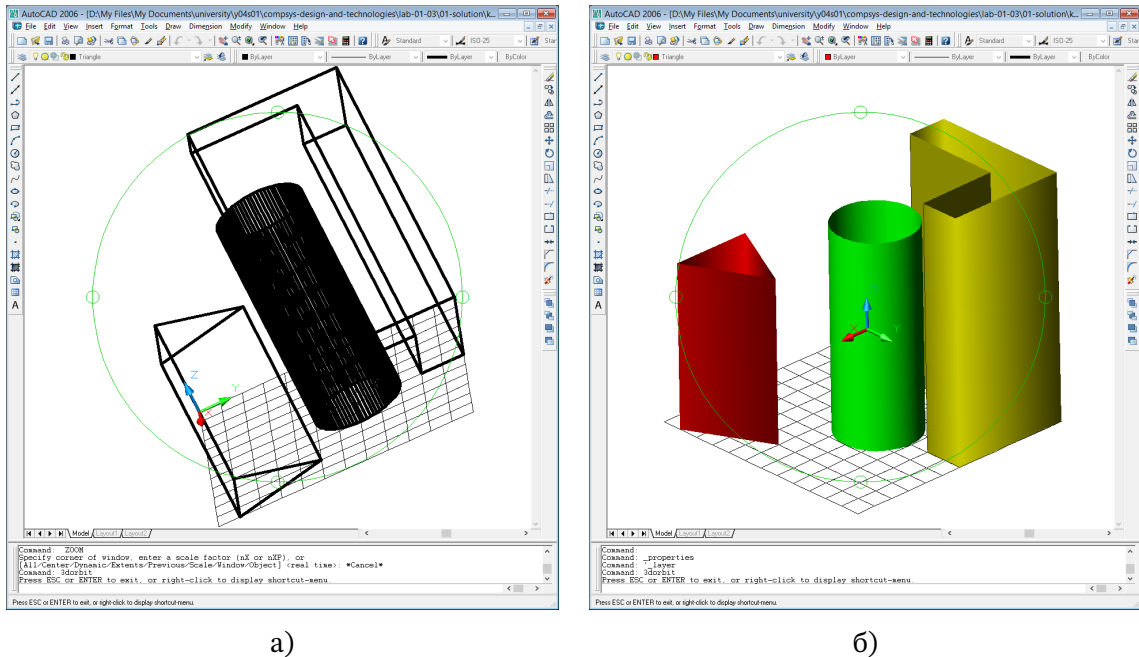 AutoCAD 2006 - [D:\My Files\My Documents\university\y04s01\compsys-design-and-technologies\lab-01-03\01-solution\k...
File Edit View Insert Format Tools Draw Dimension Modify Window Help
Standard ISO-25 Star
Triangle ByLayer ByLayer ByLayer ByColor
Z
Y
Model Layout1 Layout2
Command: ZOOM
Specify corner of window, enter a scale factor (nX or nXP), or
[All/Center/Dynamic/Extents/Previous/Scale/Window/Object] <real time>: *Cancel*
Command: 3dorbit
Press ESC or ENTER to exit, or right-click to display shortcut-menu.
Press ESC or ENTER to exit, or right-click to display shortcut-menu.
а)
AutoCAD 2006 - [D:\My Files\My Documents\university\y04s01\compsys-design-and-technologies\lab-01-03\01-solution\k...
File Edit View Insert Format Tools Draw Dimension Modify Window Help
Standard ISO-25 Star
Triangle ByLayer ByLayer ByLayer ByColor
X
Y
Model Layout1 Layout2
Command:
Command: _properties
Command: '_layer
Command: 3dorbit
Press ESC or ENTER to exit, or right-click to display shortcut-menu.
Press ESC or ENTER to exit, or right-click to display shortcut-menu.
б)